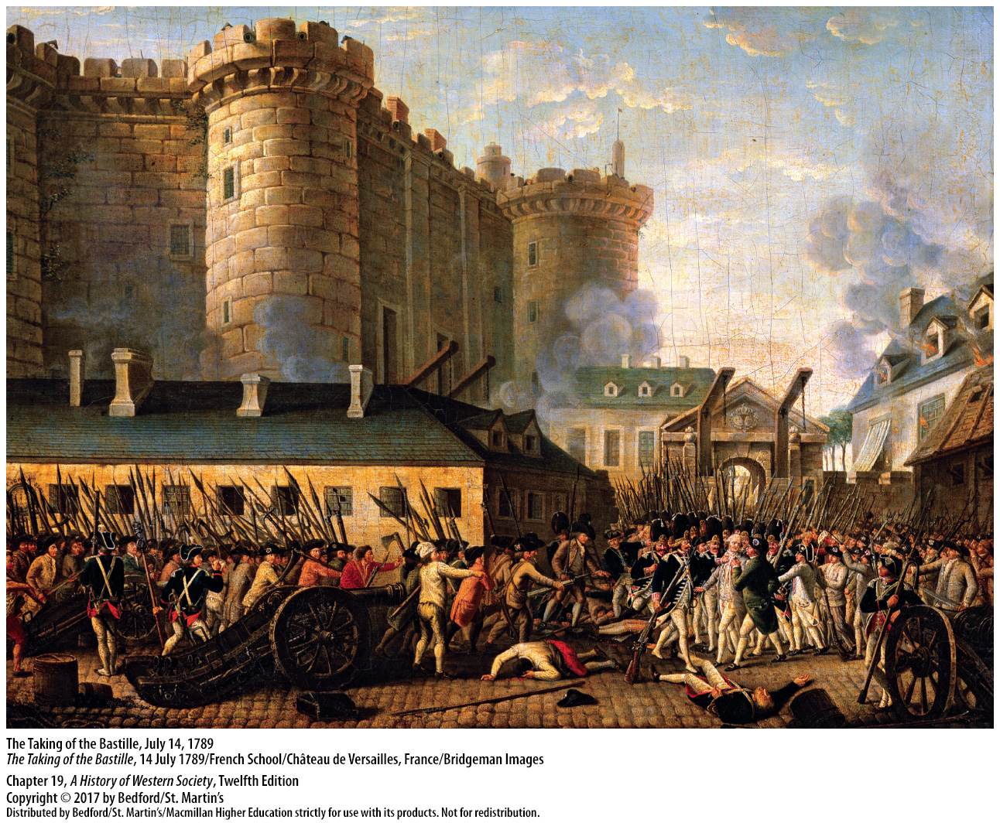 The Taking of the Bastille, July 14, 1789
The Taking of the Bastille, 14 July 1789/French School/Château de Versailles, France/Bridgeman Images
Chapter 19, A History of Western Society, Twelfth Edition
Copyright © 2017 by Bedford/St. Martin's
Distributed by Bedford/St. Martin's/Macmillan Higher Education strictly for use with its products. Not for redistribution.